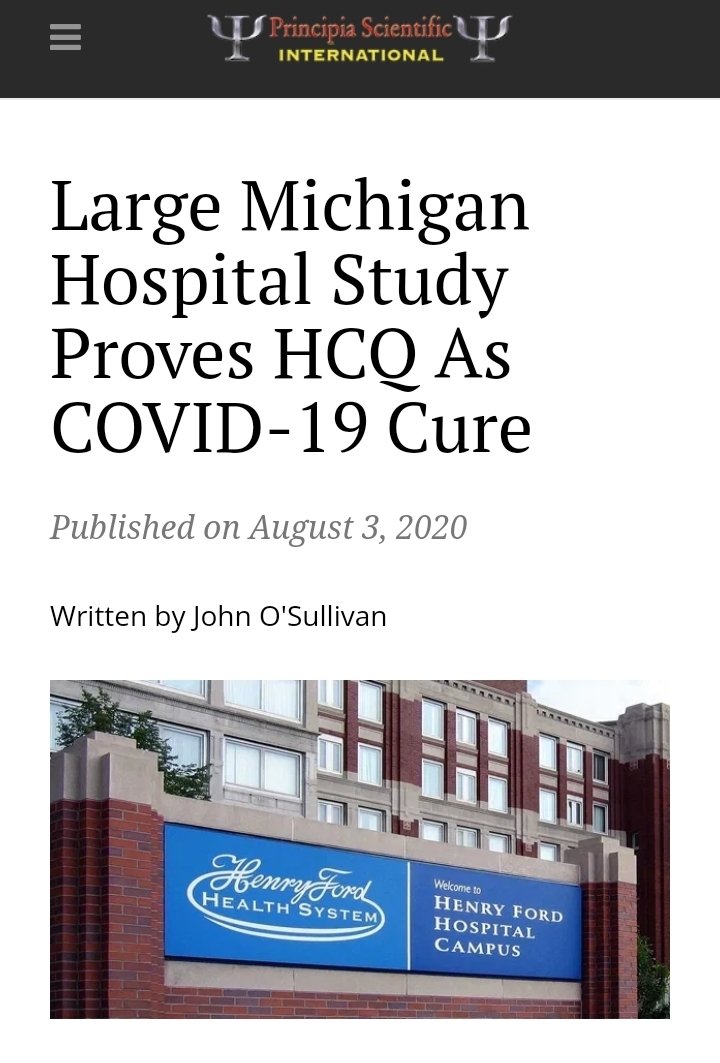 Principia Scientific
INTERNATIONAL
Large Michigan
Hospital Study
Proves HCQ As
COVID-19 Cure
Published on August 3, 2020
Written by John O'Sullivan
Henry Ford
HEALTH SYSTEM
Welcome to
HENRY FORD
HOSPITAL
CAMPUS